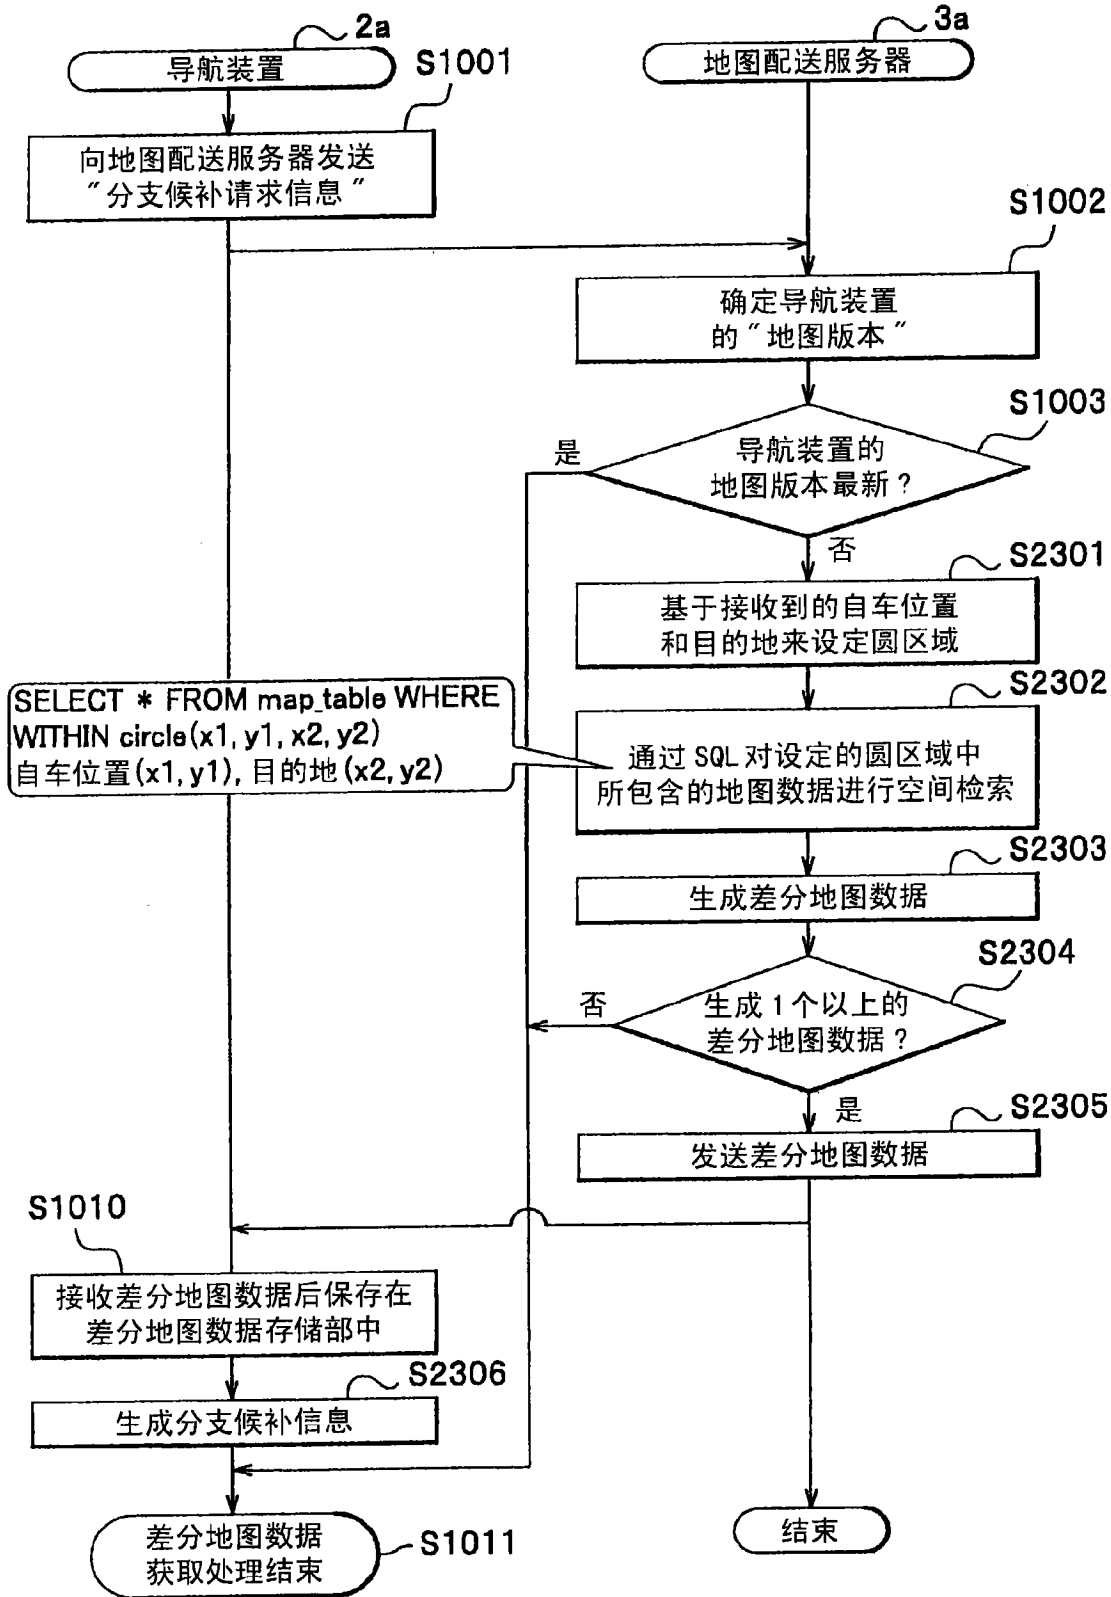 2a
导航装置
3a
地图配送服务器
S1001
向地图配送服务器发送
"分支候补请求信息"
S1002
确定导航装置
的"地图版本"
S1003
导航装置的
地图版本最新?
是
否
S2301
基于接收到的自车位置
和目的地来设定圆区域
S2302
SELECT * FROM map_table WHERE
WITHIN circle(x1, y1, x2, y2)
自车位置(x1, y1), 目的地(x2, y2)
通过 SQL 对设定的圆区域中
所包含的地图数据进行空间检索
S2303
生成差分地图数据
S2304
生成 1 个以上的
差分地图数据?
否
是
S2305
发送差分地图数据
S1010
接收差分地图数据后保存在
差分地图数据存储部中
S2306
生成分支候补信息
差分地图数据
获取处理结束
S1011
结束